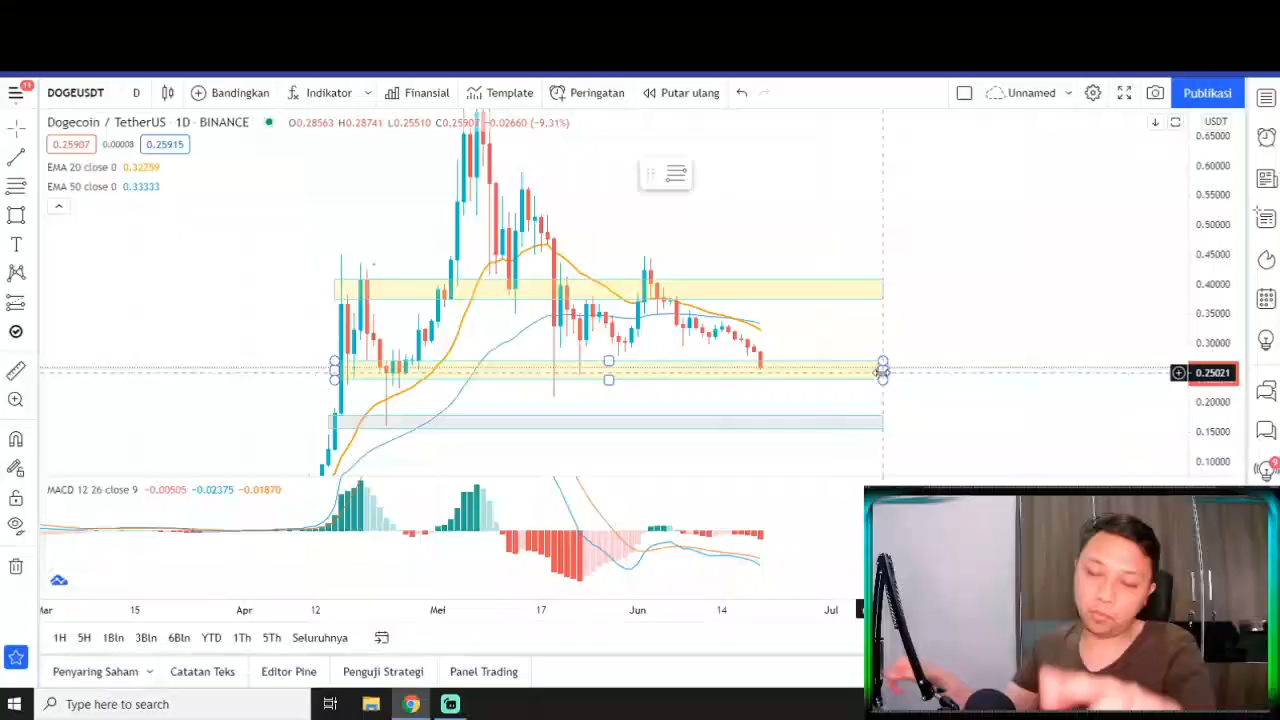 11
DOGEUSDT D Bandingkan Indikator Finansial Template Peringatan Putar ulang Unnamed Publikasi
Dogecoin / TetherUS · 1D · BINANCE O0.28563 H0.28741 L0.25510 C0.25907 −0.02660 (−9.31%) USDT
0.25907 0.00008 0.25915
EMA 20 close 0 0.32259
EMA 50 close 0 0.33333
0.65000
0.60000
0.55000
0.50000
0.45000
0.40000
0.35000
0.30000
0.25021
0.20000
0.15000
0.10000
9
MACD 12 26 close 9 −0.00505 −0.02375 −0.01870
Mar 15 Apr 12 Mei 17 Jun 14 Jul
1H 5H 1Bln 3Bln 6Bln YTD 1Th 5Th Seluruhnya
Penyaring Saham Catatan Teks Editor Pine Penguji Strategi Panel Trading
Type here to search